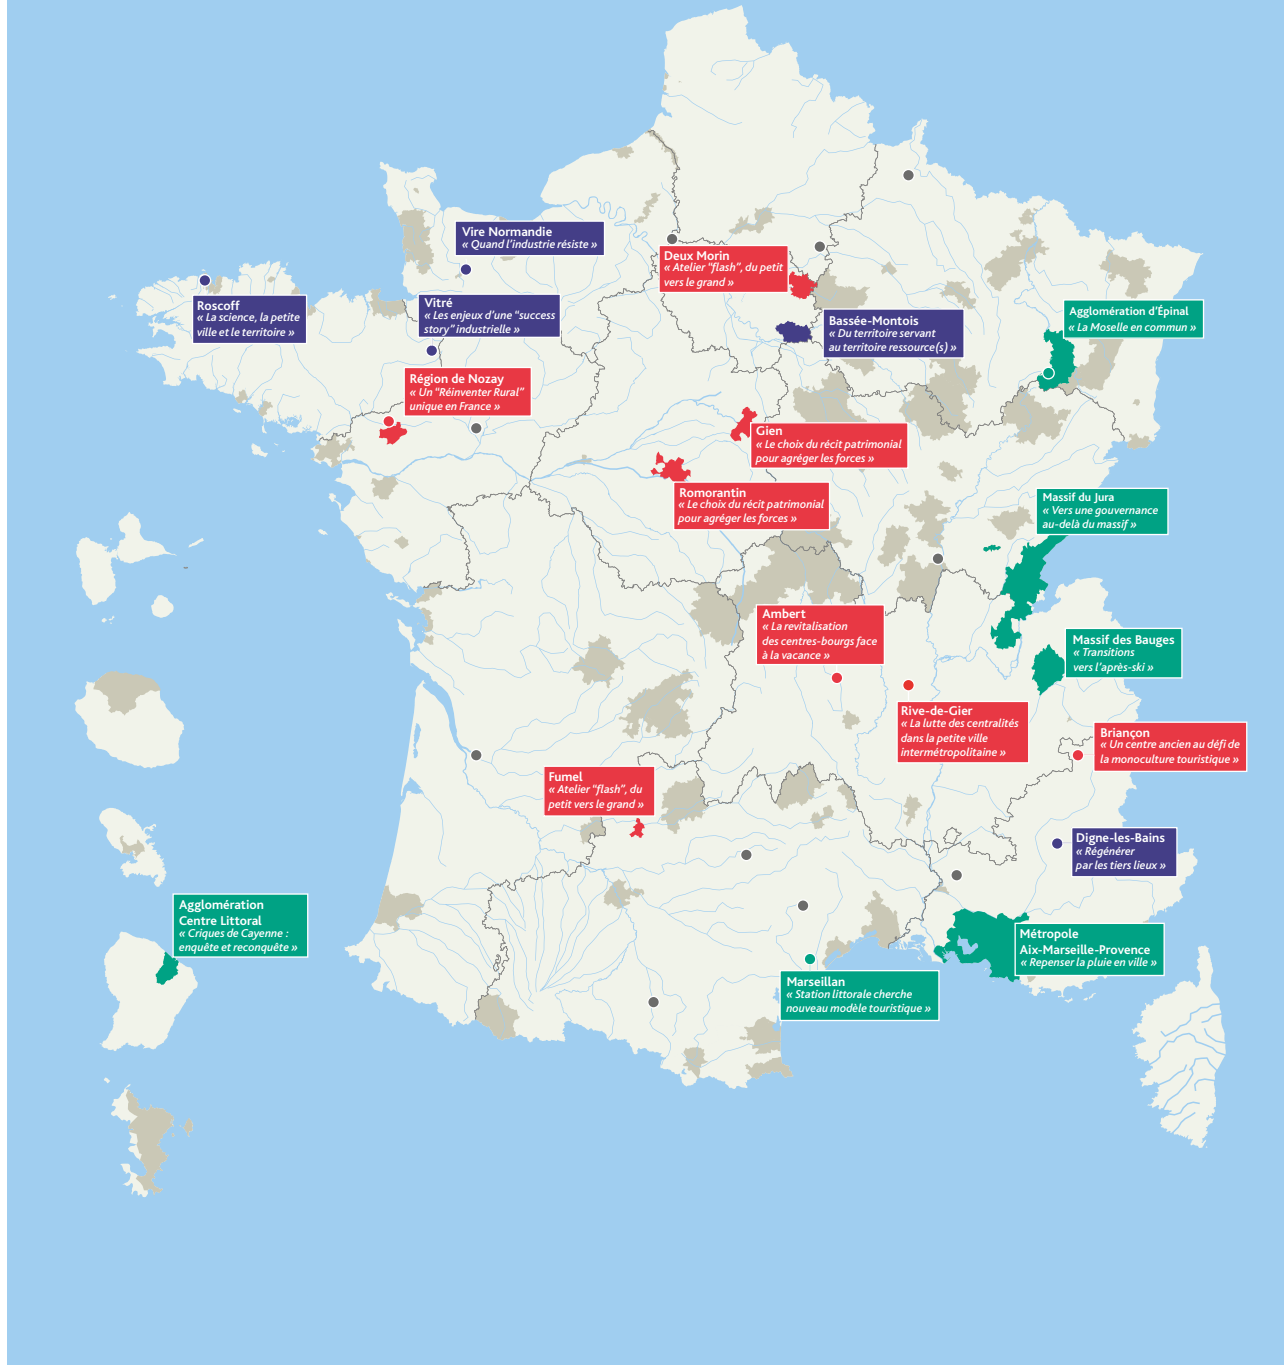 Vire Normandie
« Quand l'industrie résiste »
Deux Morin
« Atelier "flash", du petit
vers le grand »
Roscoff
« La science, la petite
ville et le territoire »
Vitré
« Les enjeux d'une "success
story" industrielle »
Bassée-Montois
« Du territoire servant
au territoire ressource(s) »
Agglomération d'Épinal
« La Moselle en commun »
Région de Nozay
« Un "Réinventer Rural"
unique en France »
Gien
« Le choix du récit patrimonial
pour agréger les forces »
Romorantin
« Le choix du récit patrimonial
pour agréger les forces »
Massif du Jura
« Vers une gouvernance
au-delà du massif »
Ambert
« La revitalisation
des centres-bourgs face
à la vacance »
Massif des Bauges
« Transitions
vers l'après-ski »
Rive-de-Gier
« La lutte des centralités
dans la petite ville
intermétropolitaine »
Briançon
« Un centre ancien au défi de
la monoculture touristique »
Fumel
« Atelier "flash", du
petit vers le grand »
Digne-les-Bains
« Régénérer
par les tiers lieux »
Agglomération
Centre Littoral
« Criques de Cayenne :
enquête et reconquête »
Métropole
Aix-Marseille-Provence
« Repenser la pluie en ville »
Marseillan
« Station littorale cherche
nouveau modèle touristique »